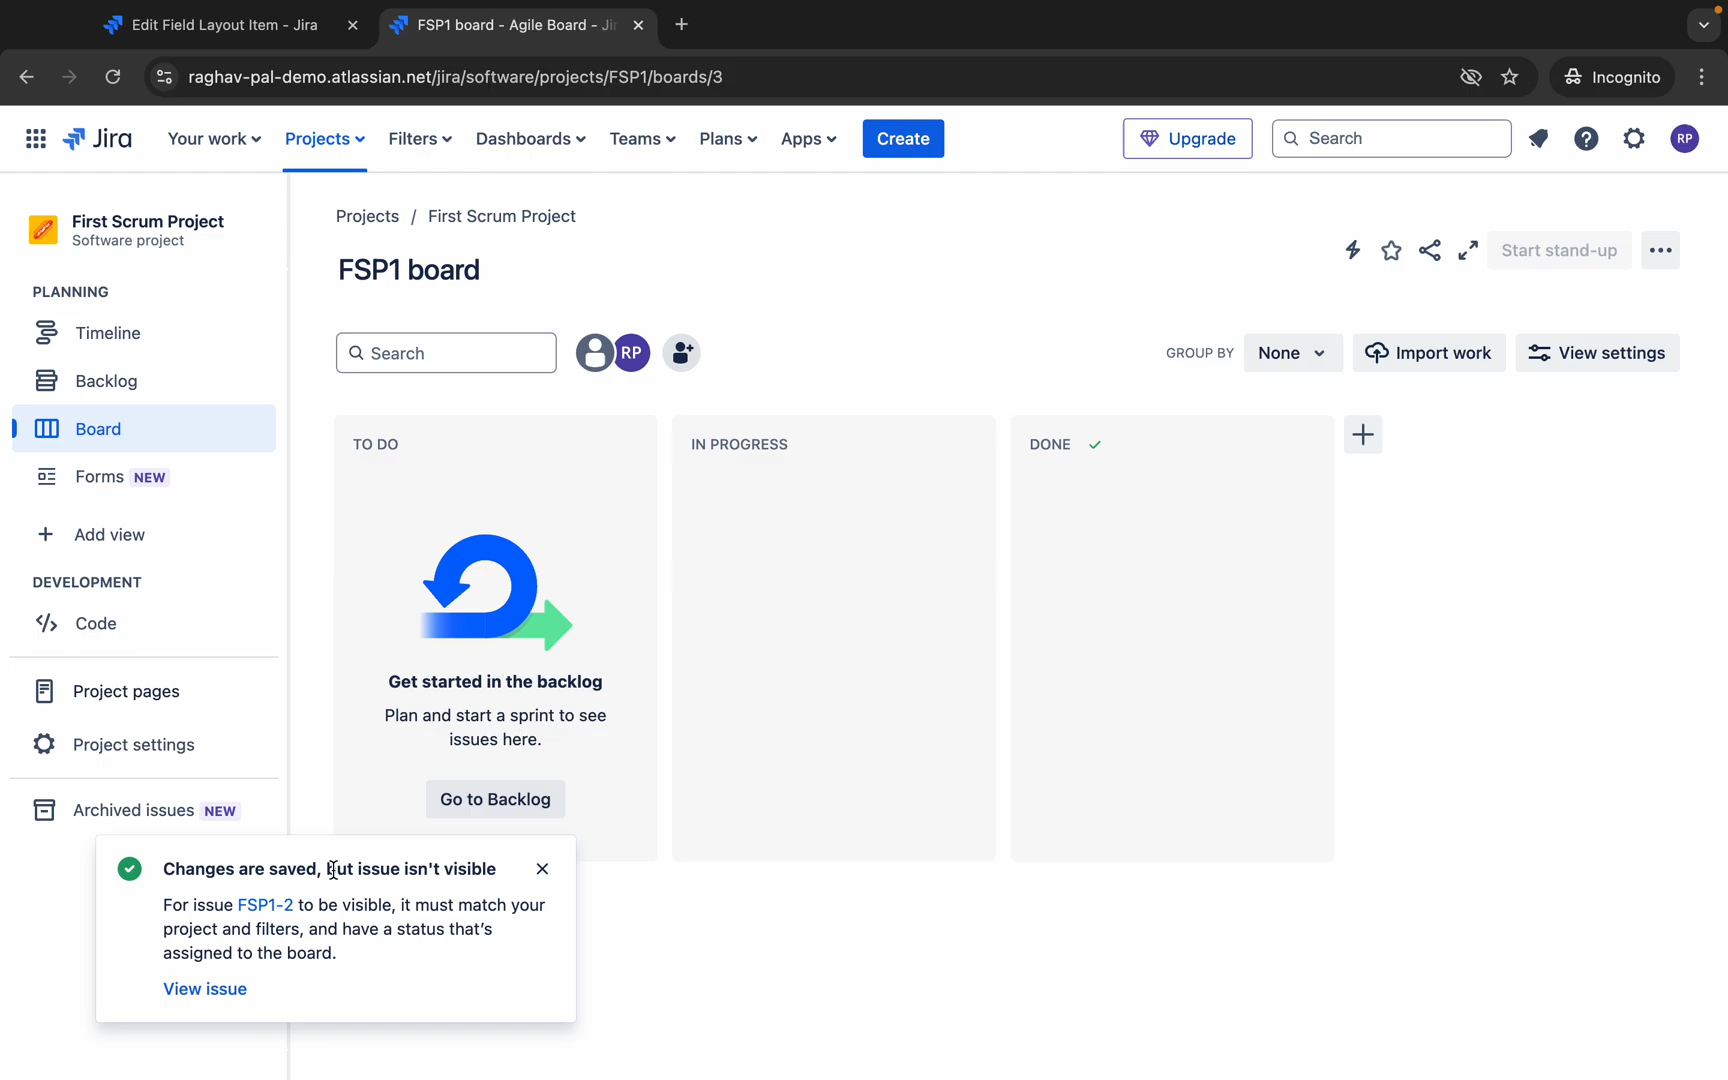 Edit Field Layout Item - Jira
FSP1 board - Agile Board - Jir
raghav-pal-demo.atlassian.net/jira/software/projects/FSP1/boards/3
Incognito
Jira
Your work
Projects
Filters
Dashboards
Teams
Plans
Apps
Create
Upgrade
Search
RP
First Scrum Project
Software project
PLANNING
Timeline
Backlog
Board
Forms NEW
Add view
DEVELOPMENT
Code
Project pages
Project settings
Archived issues NEW
Projects / First Scrum Project
FSP1 board
Start stand-up
Search
RP
GROUP BY
None
Import work
View settings
TO DO
IN PROGRESS
DONE
Get started in the backlog
Plan and start a sprint to see
issues here.
Go to Backlog
Changes are saved, but issue isn't visible
For issue FSP1-2 to be visible, it must match your
project and filters, and have a status that’s
assigned to the board.
View issue